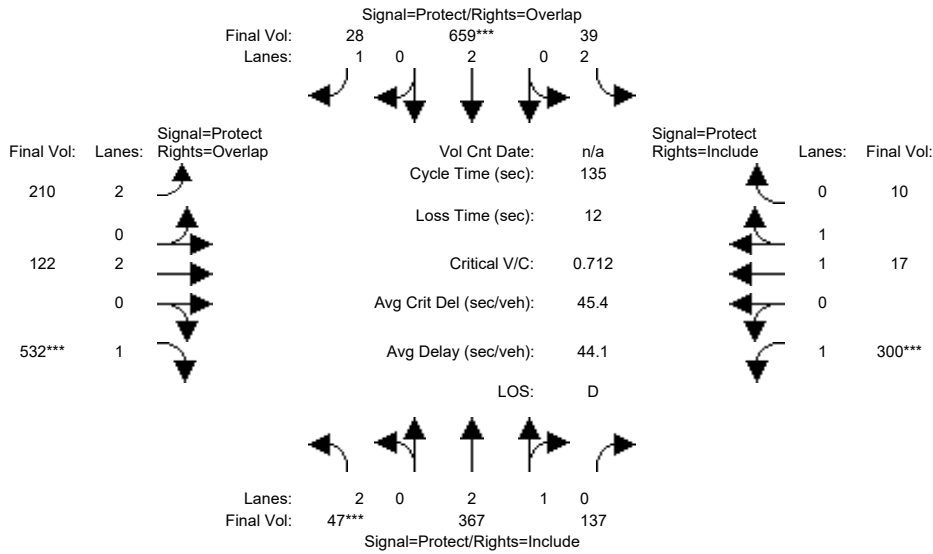 Signal=Protect/Rights=Overlap
Final Vol: 28 659*** 39
Lanes: 1 0 2 0 2
Signal=Protect
Final Vol: Lanes: Rights=Overlap
Vol Cnt Date: n/a
Signal=Protect
Rights=Include Lanes: Final Vol:
Cycle Time (sec): 135
210 2 0 10
Loss Time (sec): 12
0 1
122 2 Critical V/C: 0.712 1 17
0 Avg Crit Del (sec/veh): 45.4 0
532*** 1 Avg Delay (sec/veh): 44.1 1 300***
LOS: D
Lanes: 2 0 2 1 0
Final Vol: 47*** 367 137
Signal=Protect/Rights=Include